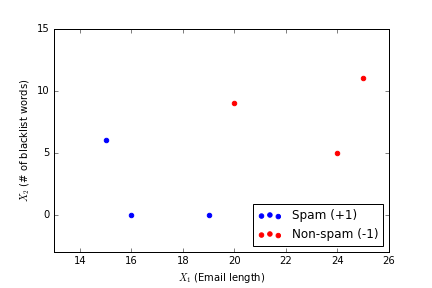 15
10
5
0
X₂ (# of blacklist words)
14 16 18 20 22 24 26
X₁ (Email length)
Spam (+1)
Non-spam (-1)